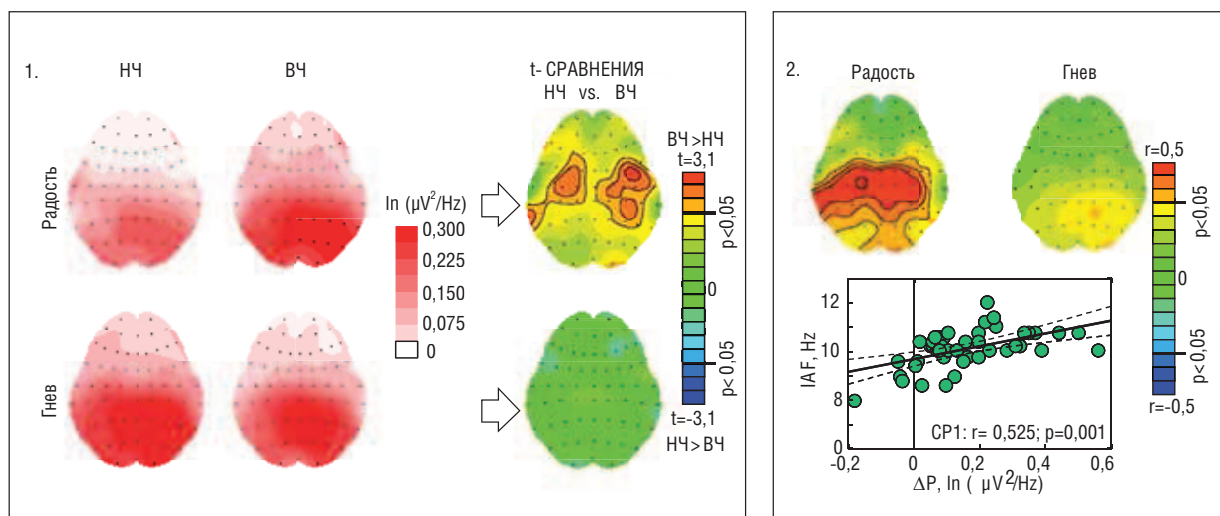 1.
НЧ
ВЧ
t- СРАВНЕНИЯ
НЧ vs. ВЧ
Радость
ln (µV²/Hz)
0,300
0,225
0,150
0,075
0
ВЧ>НЧ
t=3,1
p<0,05
0
p<0,05
t=-3,1
НЧ>ВЧ
Гнев
2.
Радость
Гнев
r=0,5
p<0,05
0
p<0,05
r=-0,5
IAF, Hz
12
10
8
0
CP1: r= 0,525; p=0,001
-0,2
0
0,2
0,4
0,6
ΔP, ln ( µV²/Hz)